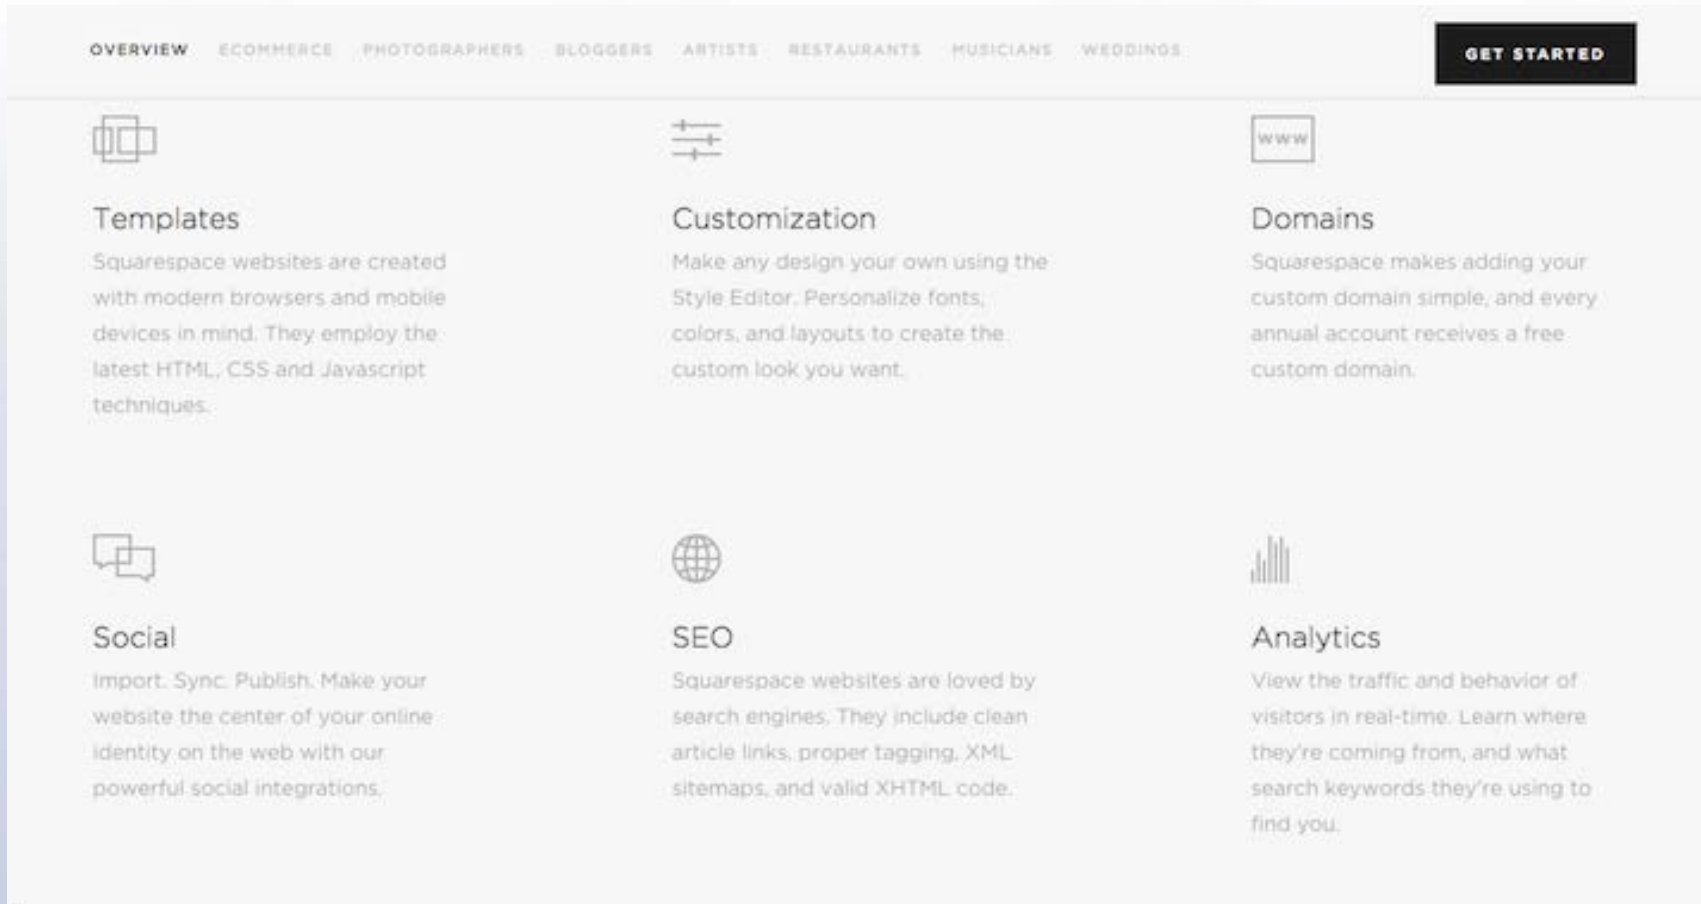 OVERVIEW ECOMMERCE PHOTOGRAPHERS BLOGGERS ARTISTS RESTAURANTS MUSICIANS WEDDINGS GET STARTED
www
Templates
Squarespace websites are created
with modern browsers and mobile
devices in mind. They employ the
latest HTML, CSS and Javascript
techniques.
Customization
Make any design your own using the
Style Editor. Personalize fonts,
colors, and layouts to create the
custom look you want.
Domains
Squarespace makes adding your
custom domain simple, and every
annual account receives a free
custom domain.
Social
Import. Sync. Publish. Make your
website the center of your online
identity on the web with our
powerful social integrations.
SEO
Squarespace websites are loved by
search engines. They include clean
article links, proper tagging, XML
sitemaps, and valid XHTML code.
Analytics
View the traffic and behavior of
visitors in real-time. Learn where
they're coming from, and what
search keywords they're using to
find you.